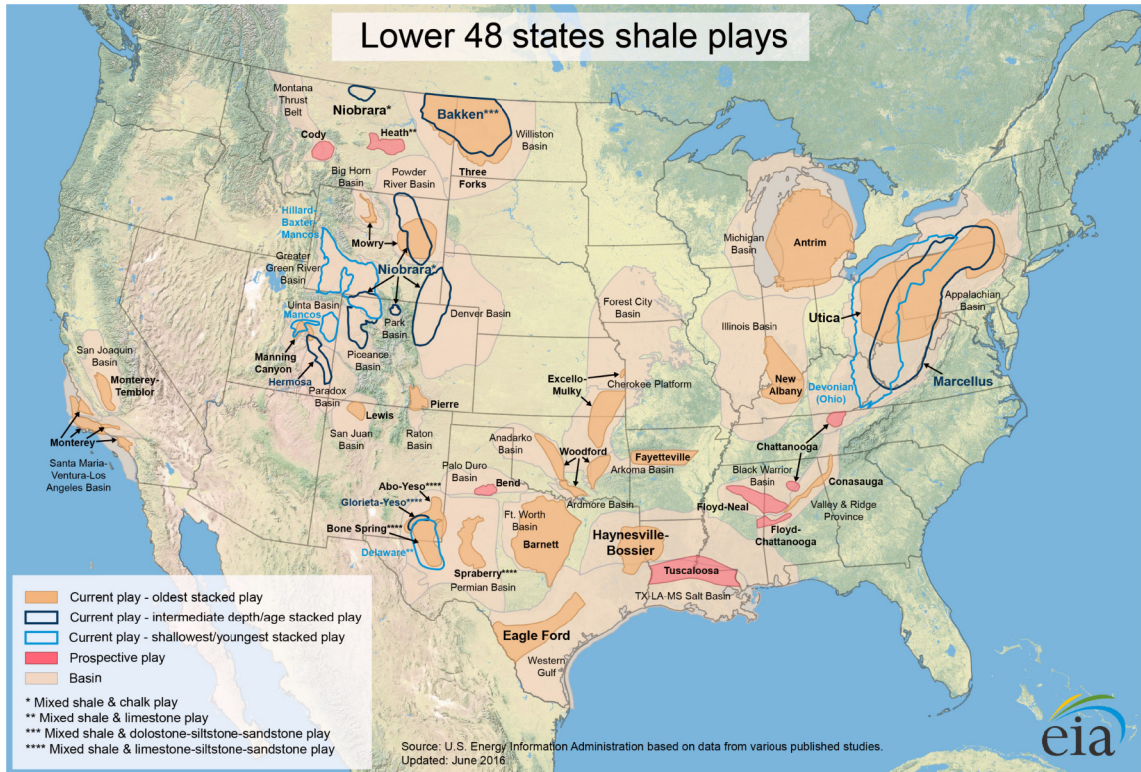 Lower 48 states shale plays
Montana
Thrust
Belt
Niobrara*
Bakken***
Cody
Heath**
Williston
Basin
Big Horn
Basin
Powder
River Basin
Three
Forks
Hillard-
Baxter-
Mancos
Mowry
Greater
Green River
Basin
Niobrara*
Michigan
Basin
Antrim
Uinta Basin
Mancos
Park
Basin
Denver Basin
Forest City
Basin
Illinois Basin
Utica
Appalachian
Basin
San Joaquin
Basin
Monterey-
Temblor
Manning
Canyon
Hermosa
Piceance
Basin
Paradox
Basin
Excello-
Mulky
Cherokee Platform
New
Albany
Devonian
(Ohio)
Marcellus
Monterey
Santa Maria-
Ventura-Los
Angeles Basin
Lewis
San Juan
Basin
Pierre
Raton
Basin
Anadarko
Basin
Woodford
Arkoma Basin
Fayetteville
Chattanooga
Palo Duro
Basin
Bend
Ardmore Basin
Black Warrior
Basin
Conasauga
Abo-Yeso****
Glorieta-Yeso****
Bone Spring****
Delaware**
Ft. Worth
Basin
Barnett
Haynesville-
Bossier
Floyd-Neal
Valley & Ridge
Province
Floyd-
Chattanooga
Spraberry****
Permian Basin
Tuscaloosa
TX-LA-MS Salt Basin
Eagle Ford
Western
Gulf
Current play - oldest stacked play
Current play - intermediate depth/age stacked play
Current play - shallowest/youngest stacked play
Prospective play
Basin
* Mixed shale & chalk play
** Mixed shale & limestone play
*** Mixed shale & dolostone-siltstone-sandstone play
**** Mixed shale & limestone-siltstone-sandstone play
Source: U.S. Energy Information Administration based on data from various published studies.
Updated: June 2016
eia